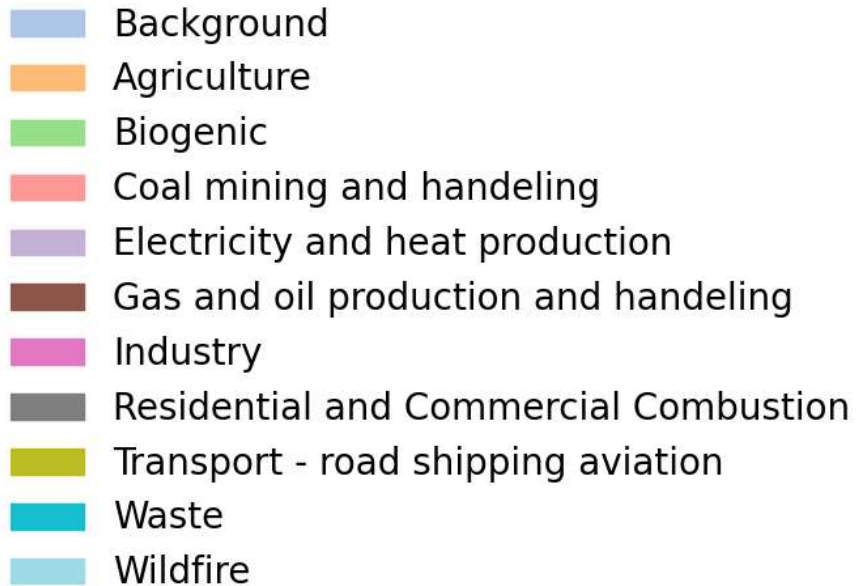 Background
Agriculture
Biogenic
Coal mining and handeling
Electricity and heat production
Gas and oil production and handeling
Industry
Residential and Commercial Combustion
Transport - road shipping aviation
Waste
Wildfire